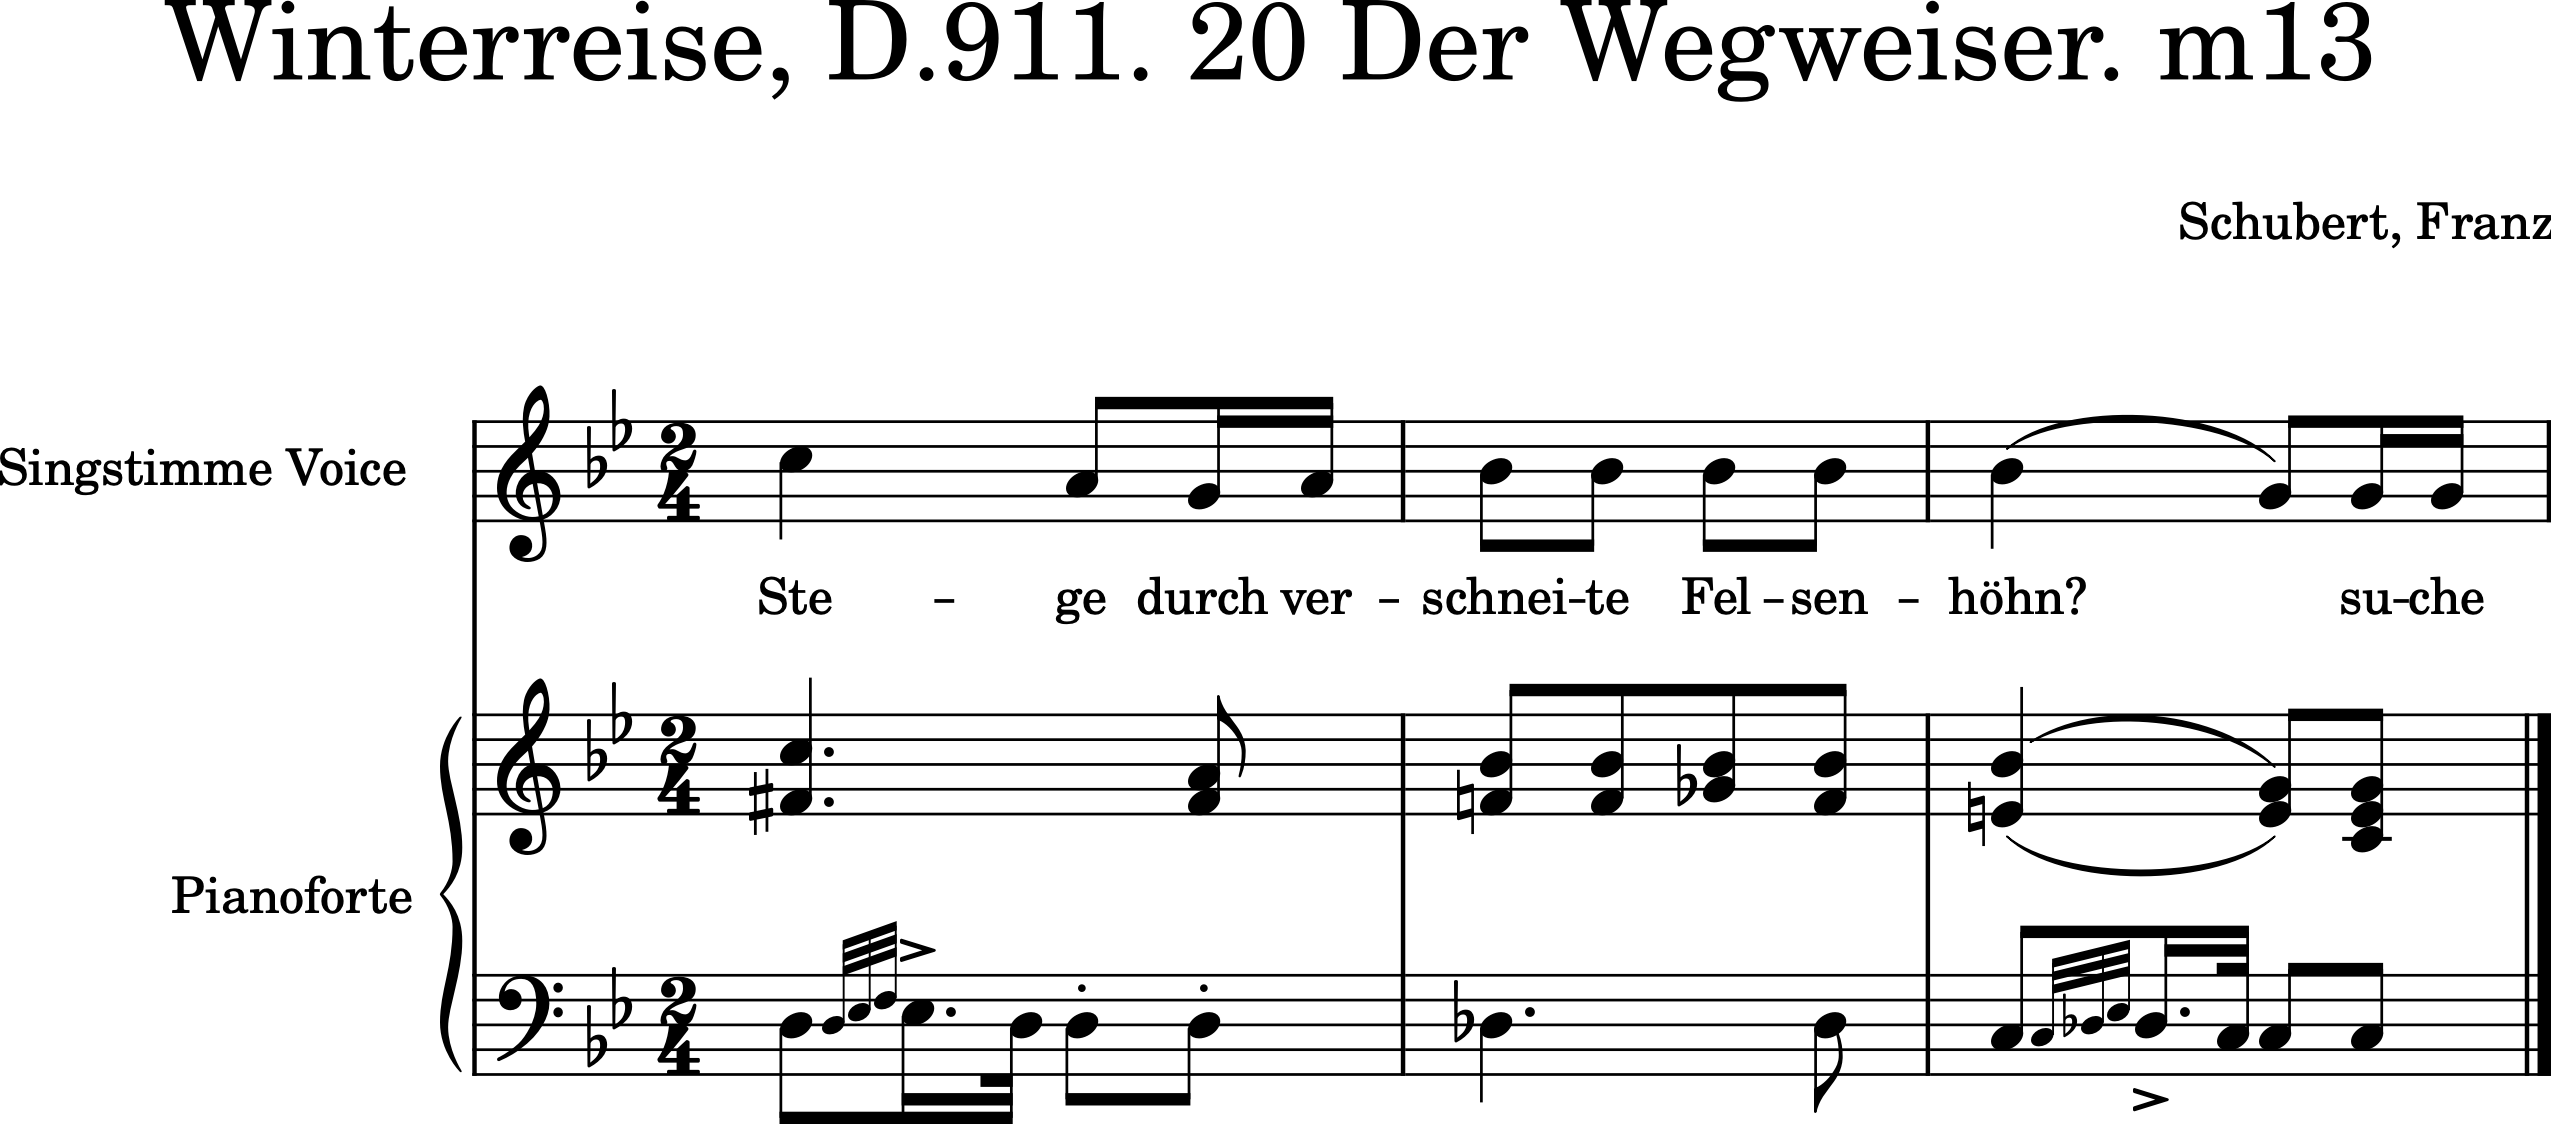 Winterreise, D.911. 20 Der Wegweiser. m13
Schubert, Franz
Singstimme Voice
Ste - ge durch ver - schnei-te Fel-sen - höhn? su-che
Pianoforte